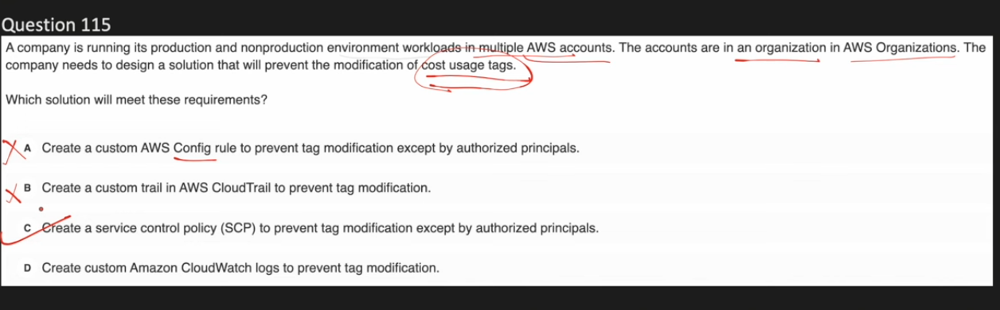 Question 115
A company is running its production and nonproduction environment workloads in multiple AWS accounts. The accounts are in an organization in AWS Organizations. The
company needs to design a solution that will prevent the modification of cost usage tags.
Which solution will meet these requirements?
A Create a custom AWS Config rule to prevent tag modification except by authorized principals.
B Create a custom trail in AWS CloudTrail to prevent tag modification.
C Create a service control policy (SCP) to prevent tag modification except by authorized principals.
D Create custom Amazon CloudWatch logs to prevent tag modification.